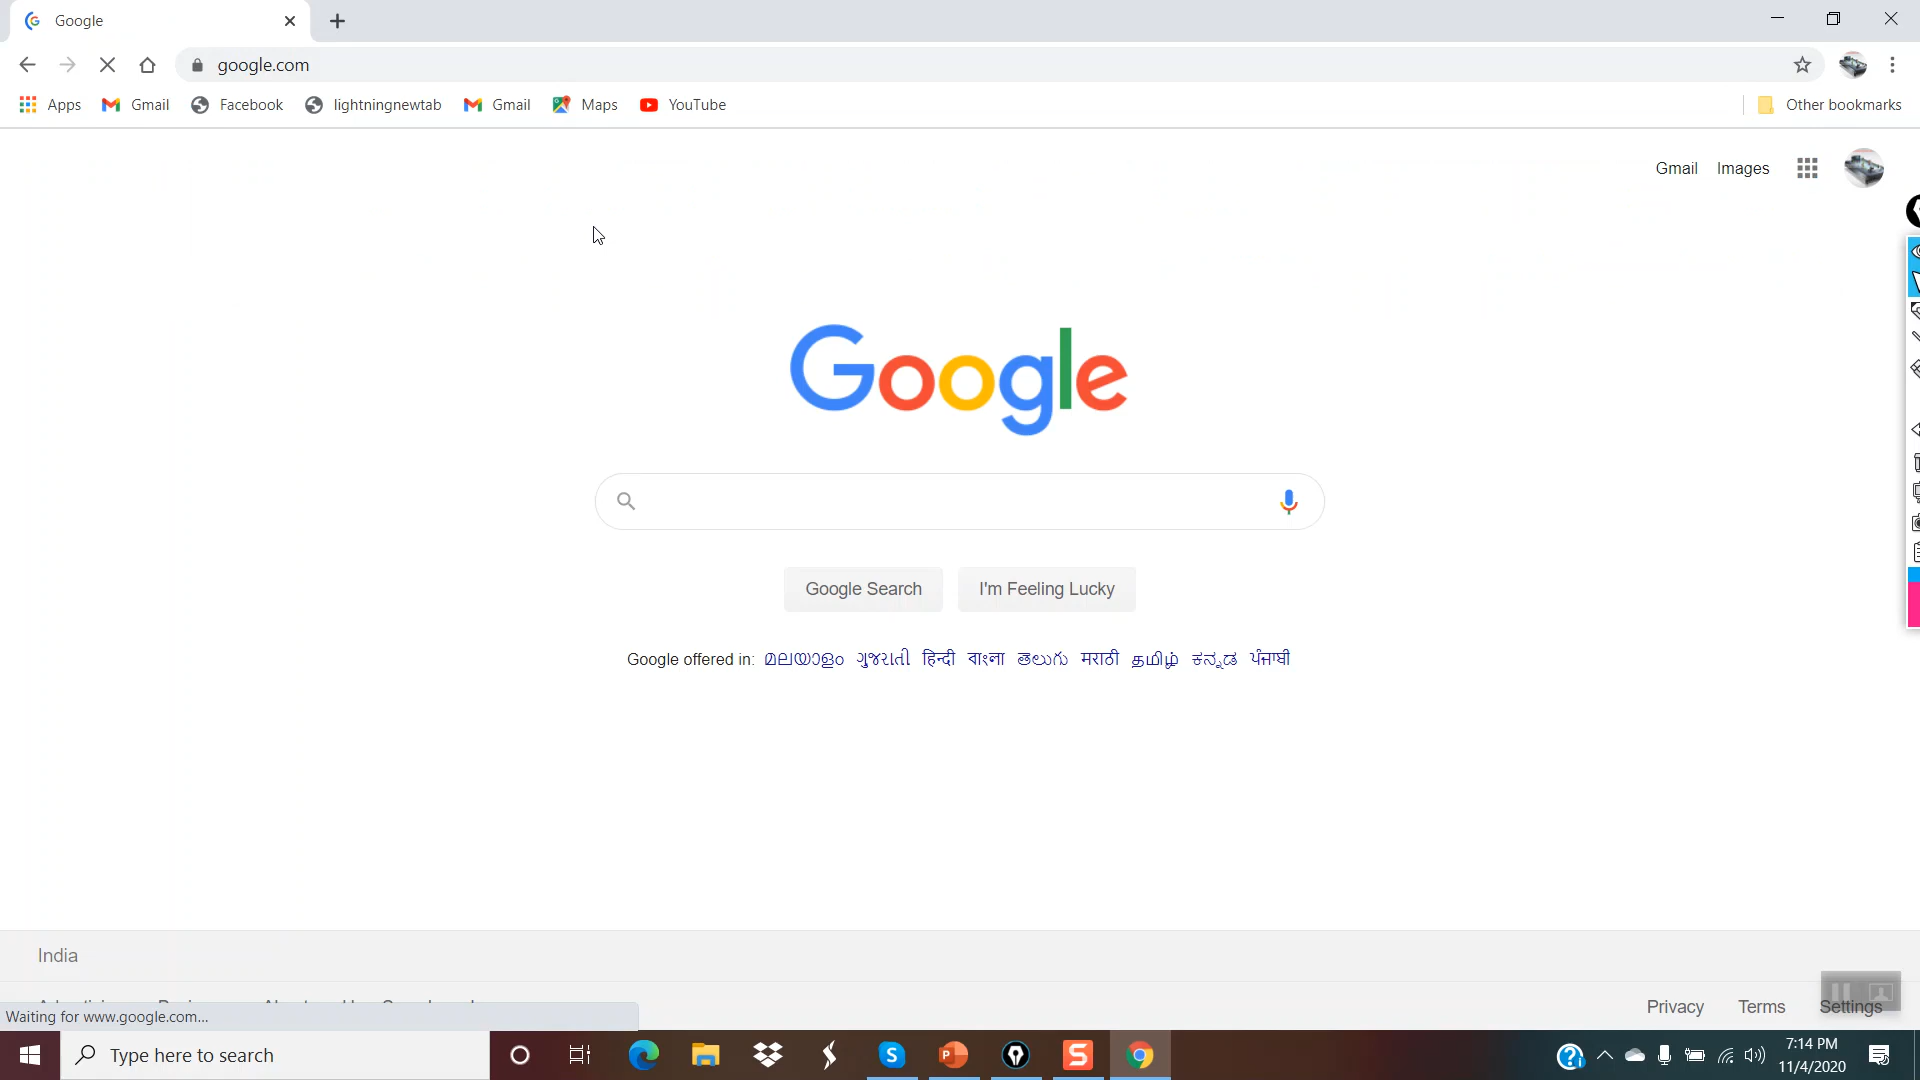 Google
google.com
Apps Gmail Facebook lightningnewtab Gmail Maps YouTube Other bookmarks
Gmail Images
Google
Google Search I'm Feeling Lucky
Google offered in: മലയാളം ગુજરાતી हिन्दी বাংলা తెలుగు मराठी தமிழ் ಕನ್ನಡ ਪੰਜਾਬੀ
India
Privacy Terms Settings
Waiting for www.google.com...
Type here to search
7:14 PM
11/4/2020